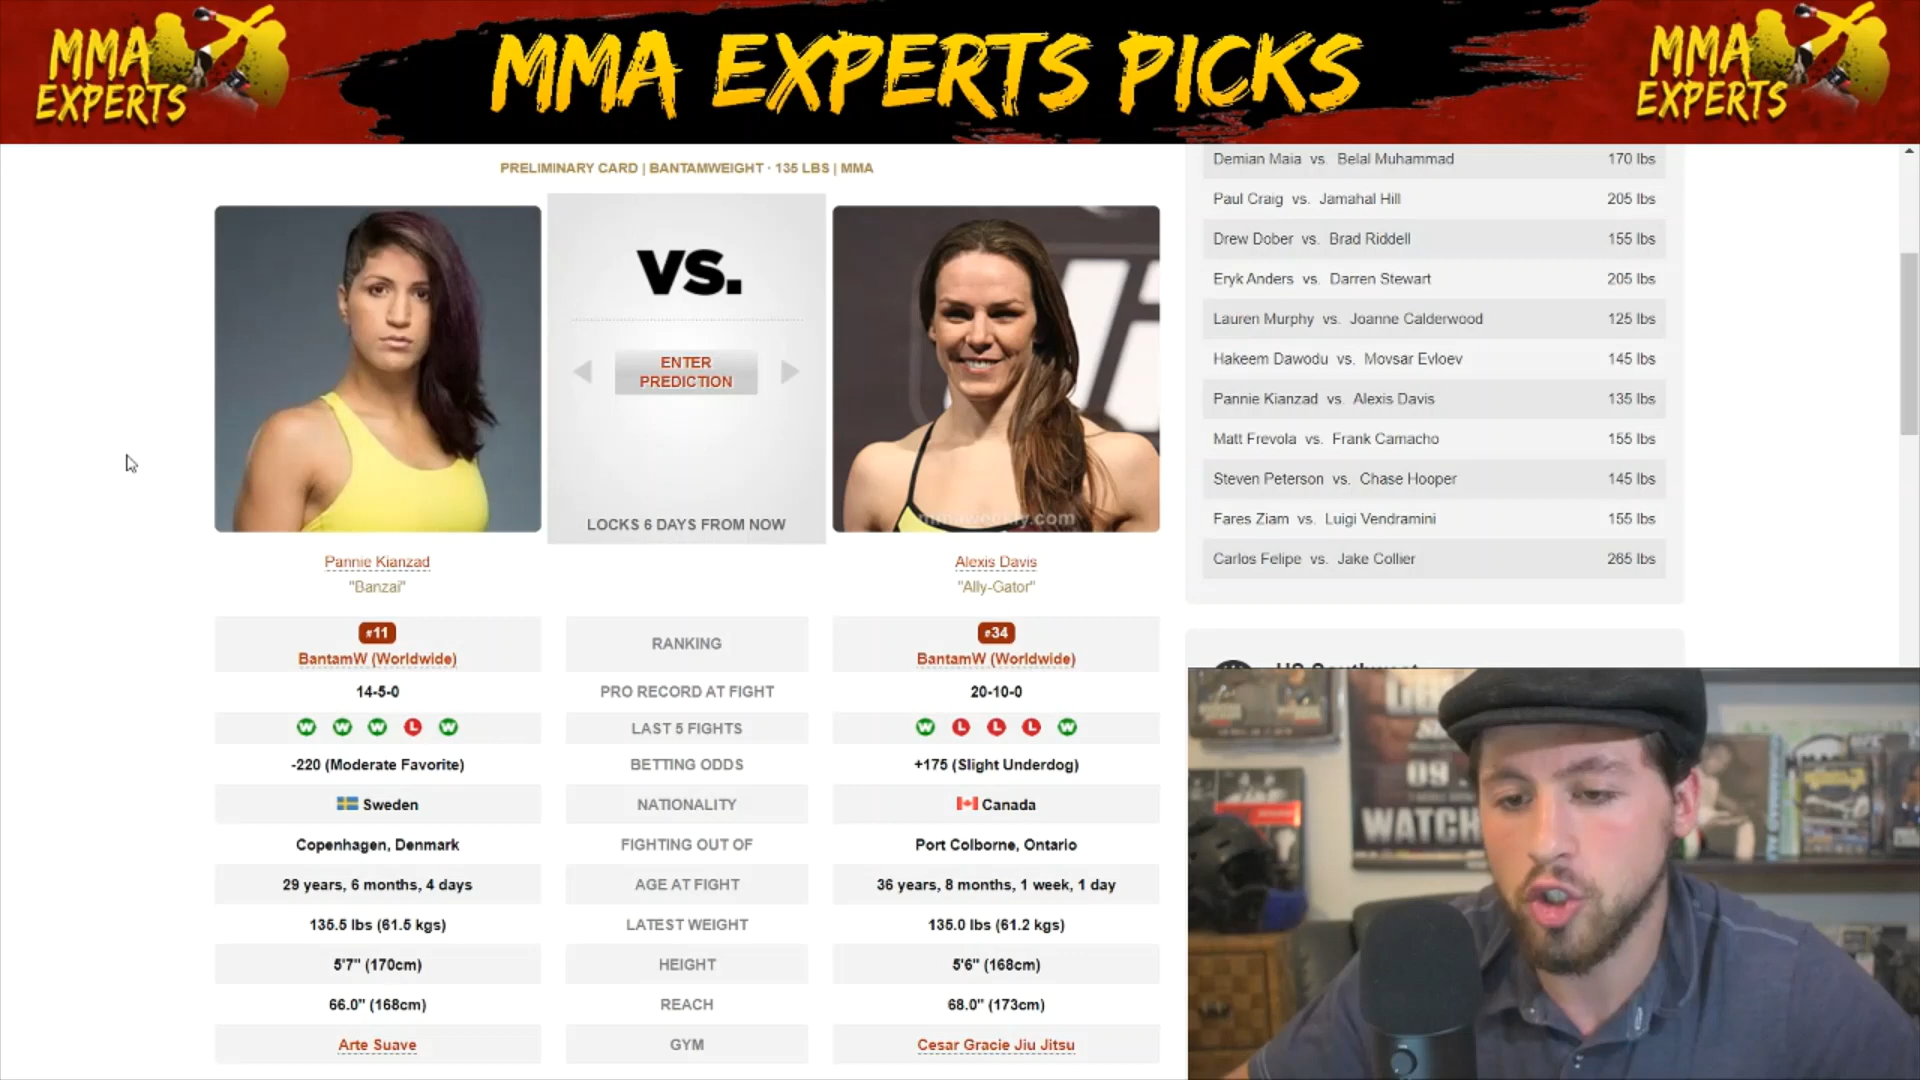 MMA
EXPERTS
MMA EXPERTS PICKS
MMA
EXPERTS
PRELIMINARY CARD | BANTAMWEIGHT · 135 LBS | MMA
VS.
ENTER
PREDICTION
LOCKS 6 DAYS FROM NOW
Pannie Kianzad
"Banzai"
Alexis Davis
"Ally-Gator"
#11
BantamW (Worldwide)
RANKING
#34
BantamW (Worldwide)
14-5-0 PRO RECORD AT FIGHT 20-10-0
W W W L W LAST 5 FIGHTS W L L L W
-220 (Moderate Favorite) BETTING ODDS +175 (Slight Underdog)
Sweden NATIONALITY Canada
Copenhagen, Denmark FIGHTING OUT OF Port Colborne, Ontario
29 years, 6 months, 4 days AGE AT FIGHT 36 years, 8 months, 1 week, 1 day
135.5 lbs (61.5 kgs) LATEST WEIGHT 135.0 lbs (61.2 kgs)
5'7" (170cm) HEIGHT 5'6" (168cm)
66.0" (168cm) REACH 68.0" (173cm)
Arte Suave GYM Cesar Gracie Jiu Jitsu
Demian Maia vs. Belal Muhammad 170 lbs
Paul Craig vs. Jamahal Hill 205 lbs
Drew Dober vs. Brad Riddell 155 lbs
Eryk Anders vs. Darren Stewart 205 lbs
Lauren Murphy vs. Joanne Calderwood 125 lbs
Hakeem Dawodu vs. Movsar Evloev 145 lbs
Pannie Kianzad vs. Alexis Davis 135 lbs
Matt Frevola vs. Frank Camacho 155 lbs
Steven Peterson vs. Chase Hooper 145 lbs
Fares Ziam vs. Luigi Vendramini 155 lbs
Carlos Felipe vs. Jake Collier 265 lbs
09
WATCH